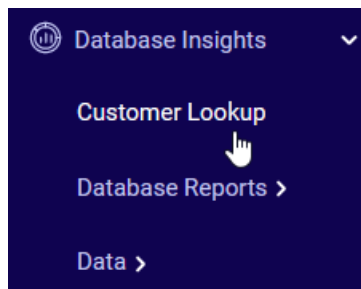 Database Insights
Customer Lookup
Database Reports >
Data >